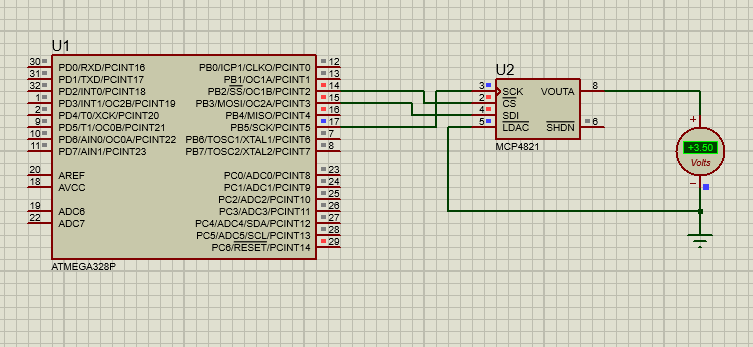 U1
30 PD0/RXD/PCINT16 PB0/ICP1/CLKO/PCINT0 12
31 PD1/TXD/PCINT17 PB1/OC1A/PCINT1 13
32 PD2/INT0/PCINT18 PB2/SS/OC1B/PCINT2 14
1 PD3/INT1/OC2B/PCINT19 PB3/MOSI/OC2A/PCINT3 15
2 PD4/T0/XCK/PCINT20 PB4/MISO/PCINT4 16
9 PD5/T1/OC0B/PCINT21 PB5/SCK/PCINT5 17
10 PD6/AIN0/OC0A/PCINT22 PB6/TOSC1/XTAL1/PCINT6 7
11 PD7/AIN1/PCINT23 PB7/TOSC2/XTAL2/PCINT7 8
20 AREF PC0/ADC0/PCINT8 23
18 AVCC PC1/ADC1/PCINT9 24
PC2/ADC2/PCINT10 25
19 ADC6 PC3/ADC3/PCINT11 26
22 ADC7 PC4/ADC4/SDA/PCINT12 27
PC5/ADC5/SCL/PCINT13 28
PC6/RESET/PCINT14 29
ATMEGA328P
U2
3 SCK VOUTA 8
2 CS
4 SDI
5 LDAC SHDN 6
MCP4821
+
+3.50
Volts
−